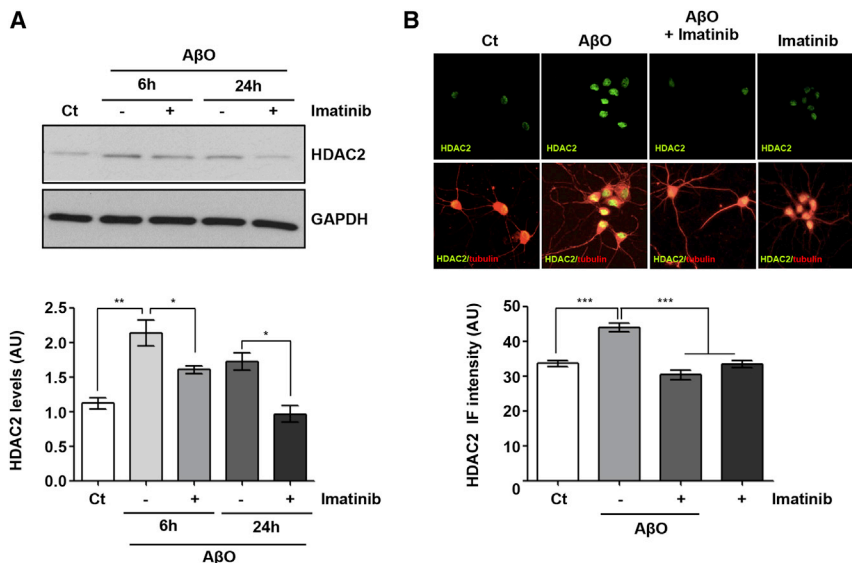 A
AβO
6h 24h
Ct - + - + Imatinib
HDAC2
GAPDH
HDAC2 levels (AU)
2.5
2.0
1.5
1.0
0.5
0.0
** * *
Ct - + - + Imatinib
6h 24h
AβO
B
Ct AβO AβO + Imatinib Imatinib
HDAC2 HDAC2 HDAC2 HDAC2
HDAC2/tubulin HDAC2/tubulin HDAC2/tubulin HDAC2/tubulin
HDAC2 IF intensity (AU)
50
40
30
20
10
0
*** ***
Ct - + + Imatinib
AβO